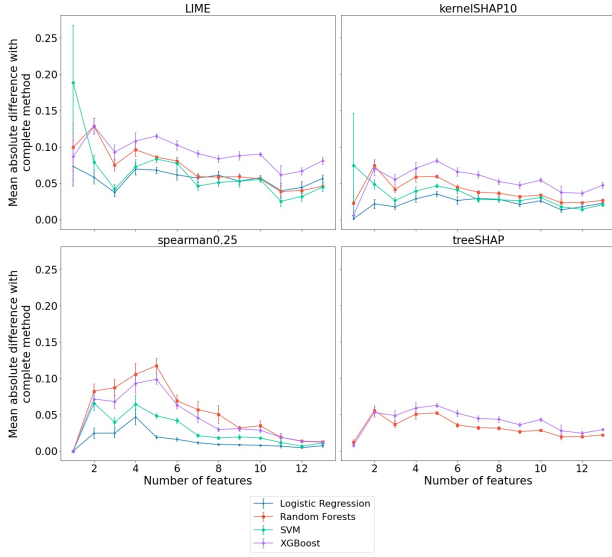 LIME
kernelSHAP10
Mean absolute difference with
complete method
0.25
0.20
0.15
0.10
0.05
0.00
spearman0.25
treeSHAP
Mean absolute difference with
complete method
0.25
0.20
0.15
0.10
0.05
0.00
2 4 6 8 10 12
2 4 6 8 10 12
Number of features
Number of features
Logistic Regression
Random Forests
SVM
XGBoost